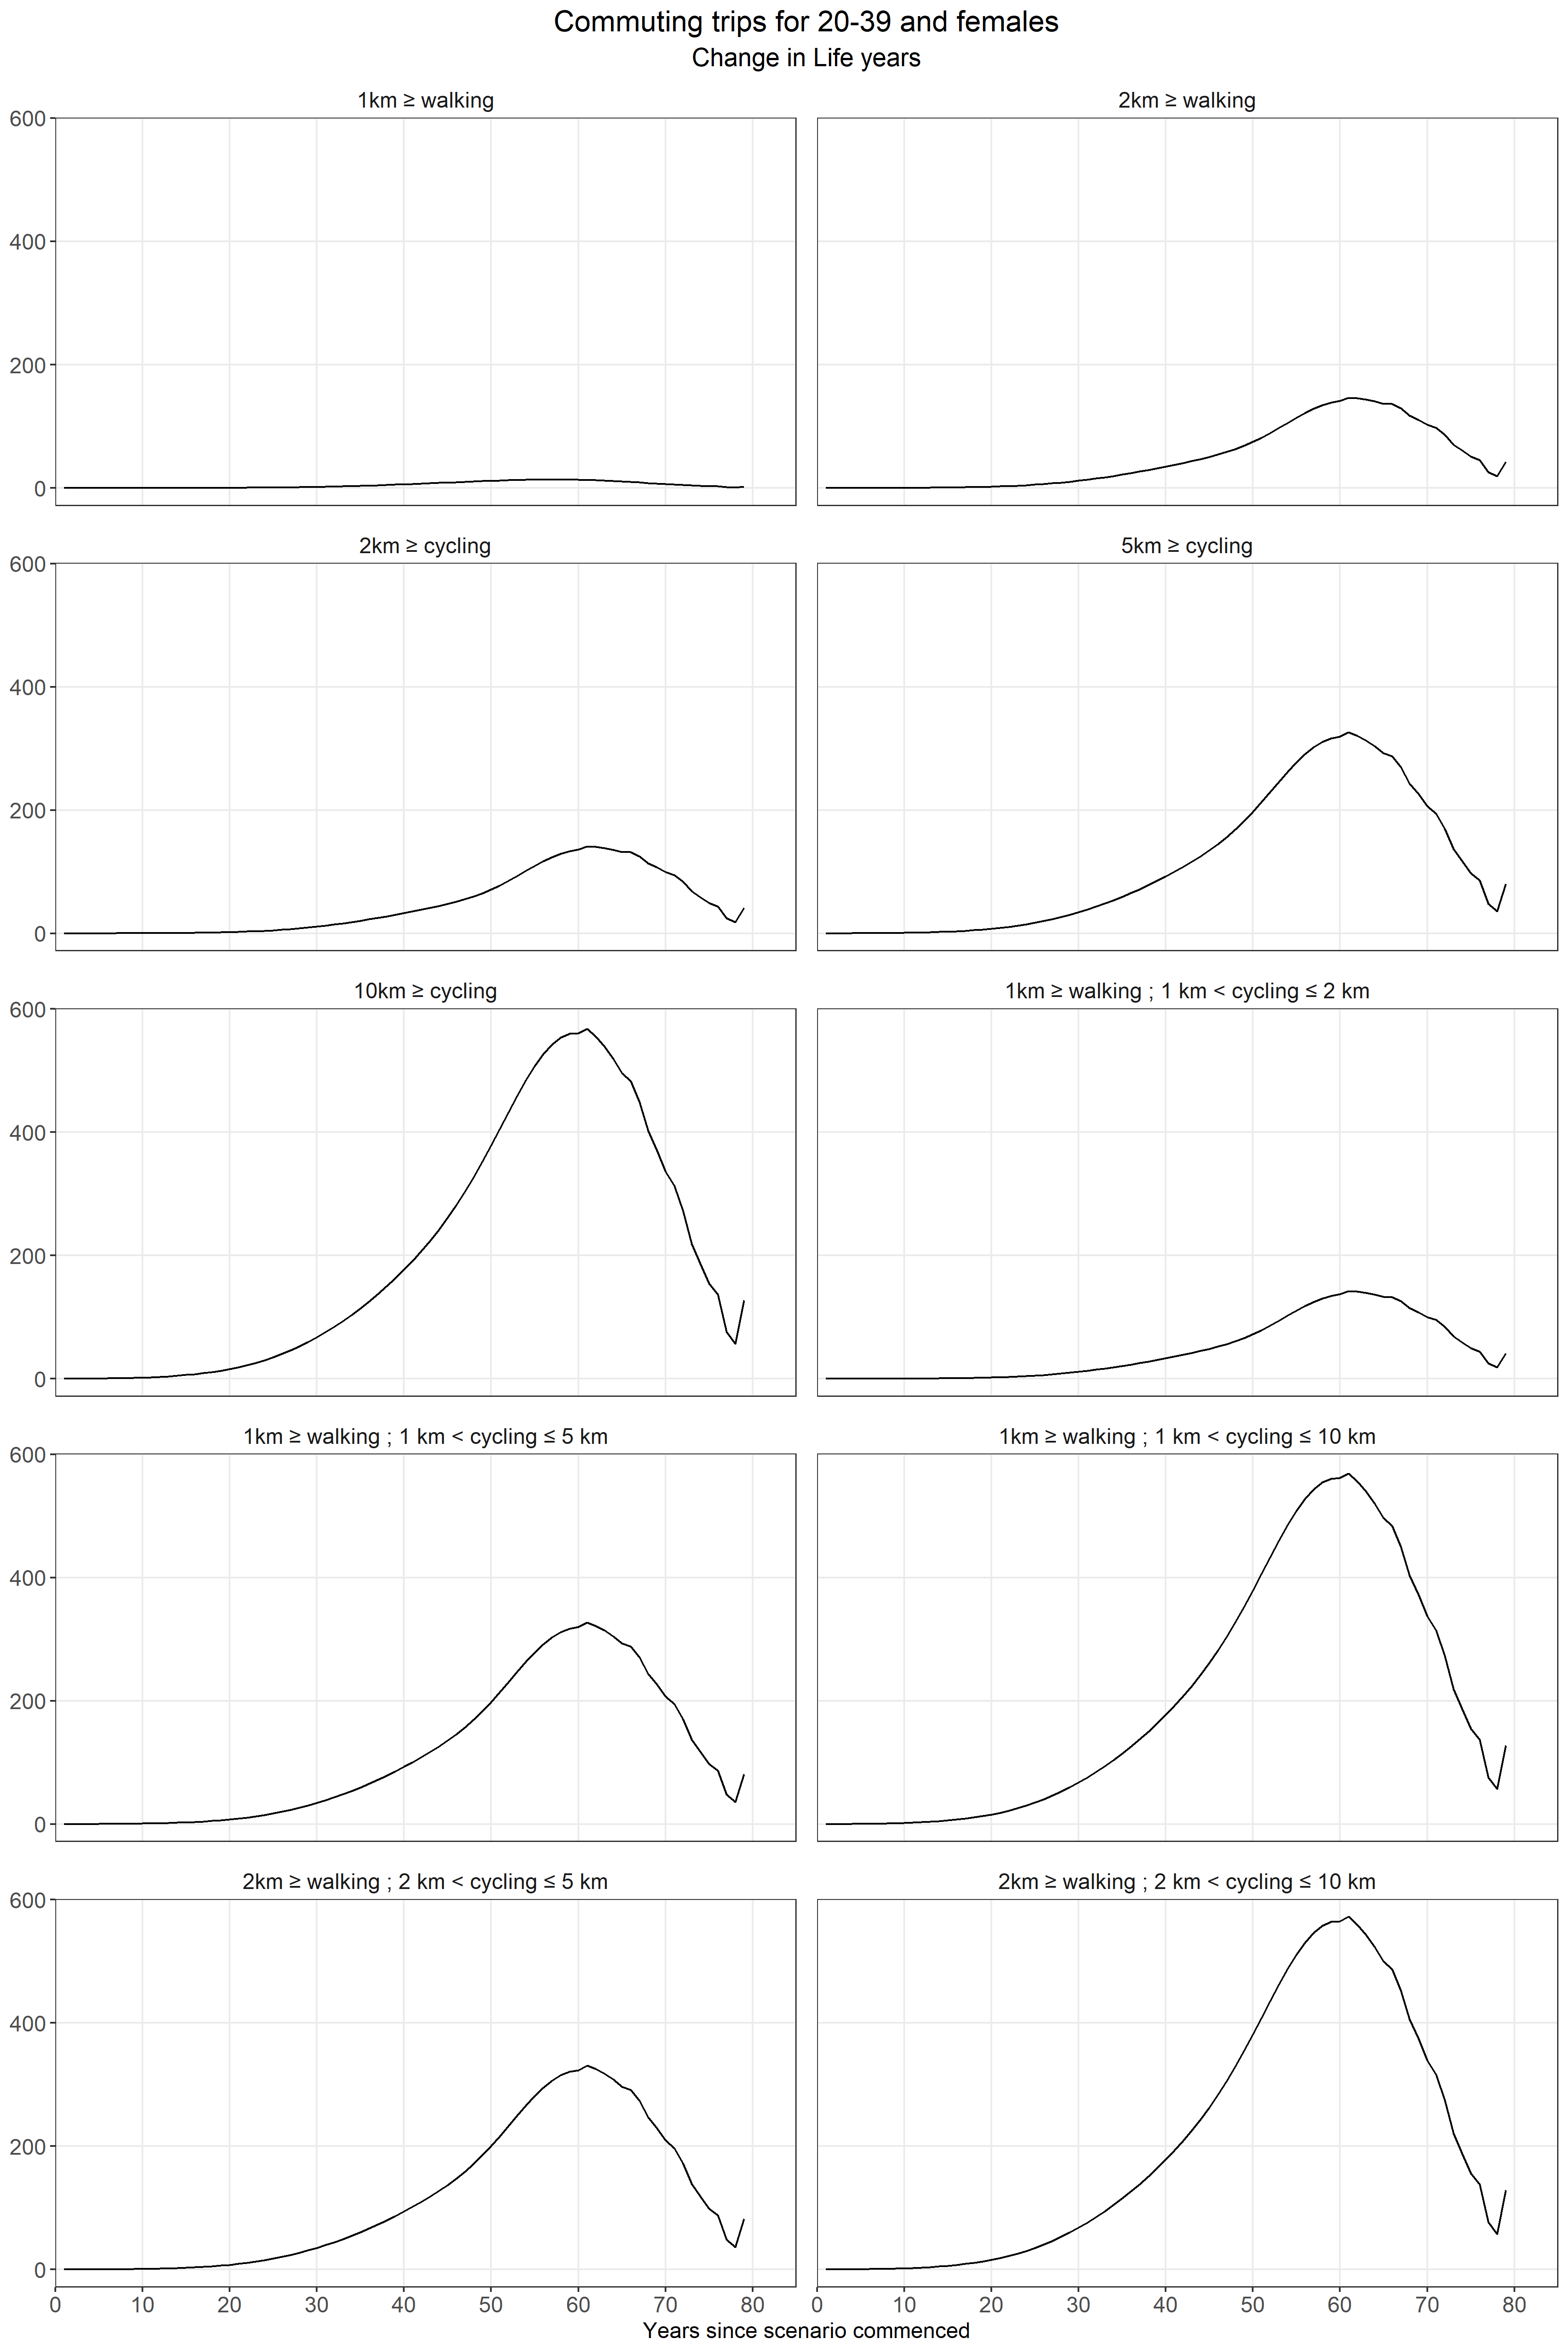 Commuting trips for 20-39 and females
Change in Life years
1km ≥ walking
2km ≥ walking
600
400
200
0
2km ≥ cycling
5km ≥ cycling
600
400
200
0
10km ≥ cycling
1km ≥ walking ; 1 km < cycling ≤ 2 km
600
400
200
0
1km ≥ walking ; 1 km < cycling ≤ 5 km
1km ≥ walking ; 1 km < cycling ≤ 10 km
600
400
200
0
2km ≥ walking ; 2 km < cycling ≤ 5 km
2km ≥ walking ; 2 km < cycling ≤ 10 km
600
400
200
0
0 10 20 30 40 50 60 70 80
0 10 20 30 40 50 60 70 80
Years since scenario commenced